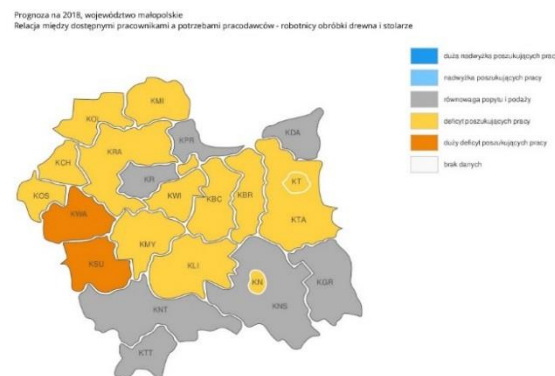 Prognoza na 2018, województwo małopolskie
Relacja między dostępnymi pracownikami a potrzebami pracodawców - robotnicy obróbki drewna i stolarze
duża nadwyżka poszukujących prac
nadwyżka poszukujących pracy
równowaga popytu i podaży
deficyt poszukujących pracy
duży deficyt poszukujących pracy
brak danych
KMI
KOL
KPR
KDA
KRA
KCH
KR
KT
KOS
KWI
KBC
KBR
KWA
KTA
KMY
KSU
KLI
KN
KGR
KNT
KNS
KTT